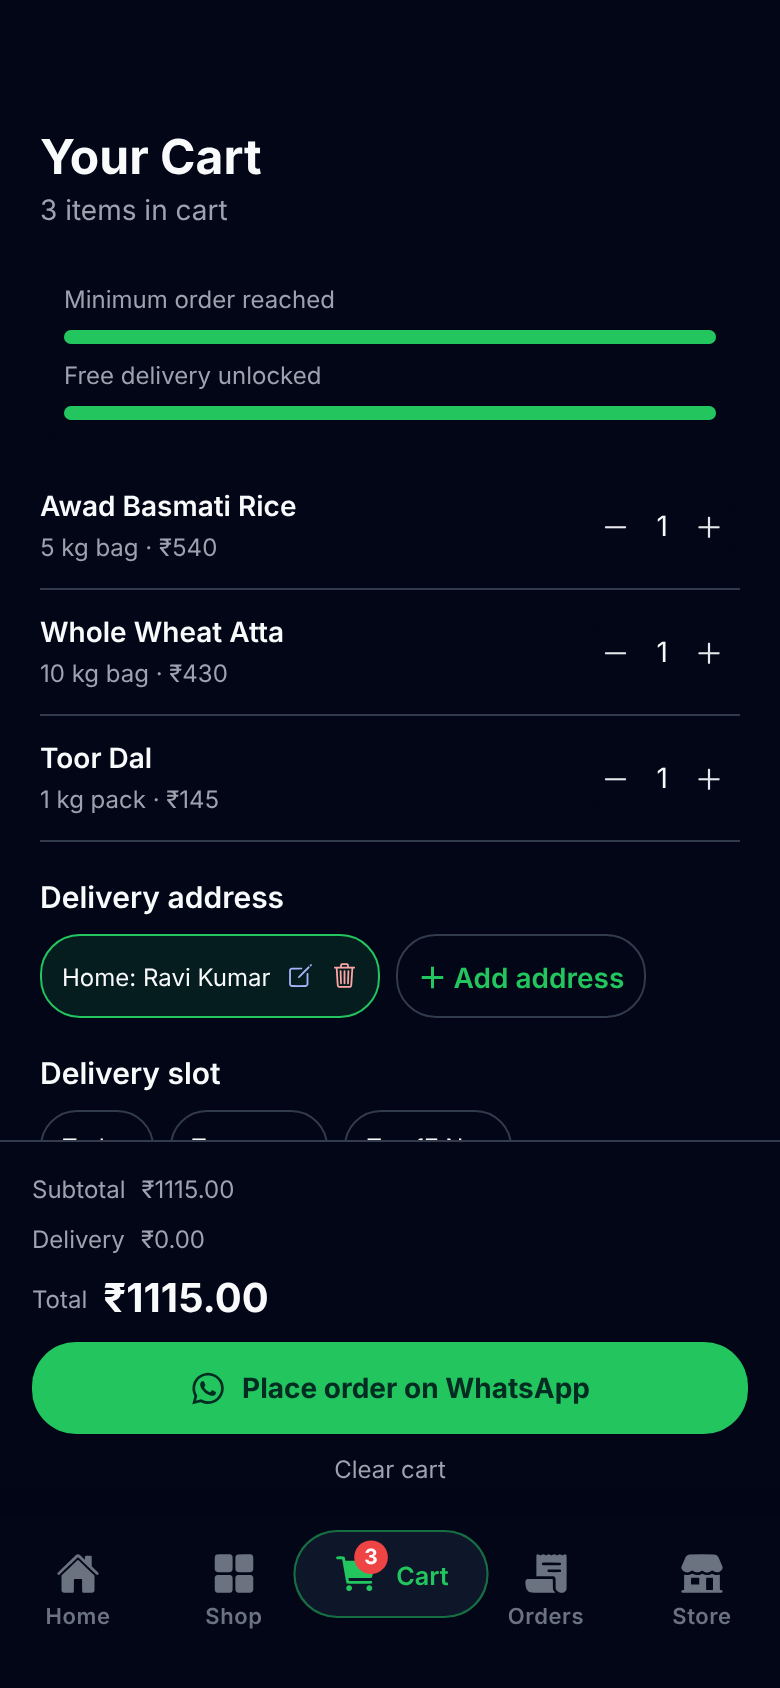 Your Cart
3 items in cart
Minimum order reached
Free delivery unlocked
Awad Basmati Rice
5 kg bag · ₹540
1
Whole Wheat Atta
10 kg bag · ₹430
1
Toor Dal
1 kg pack · ₹145
1
Delivery address
Home: Ravi Kumar
+ Add address
Delivery slot
Subtotal ₹1115.00
Delivery ₹0.00
Total ₹1115.00
Place order on WhatsApp
Clear cart
3
Home Shop Cart Orders Store